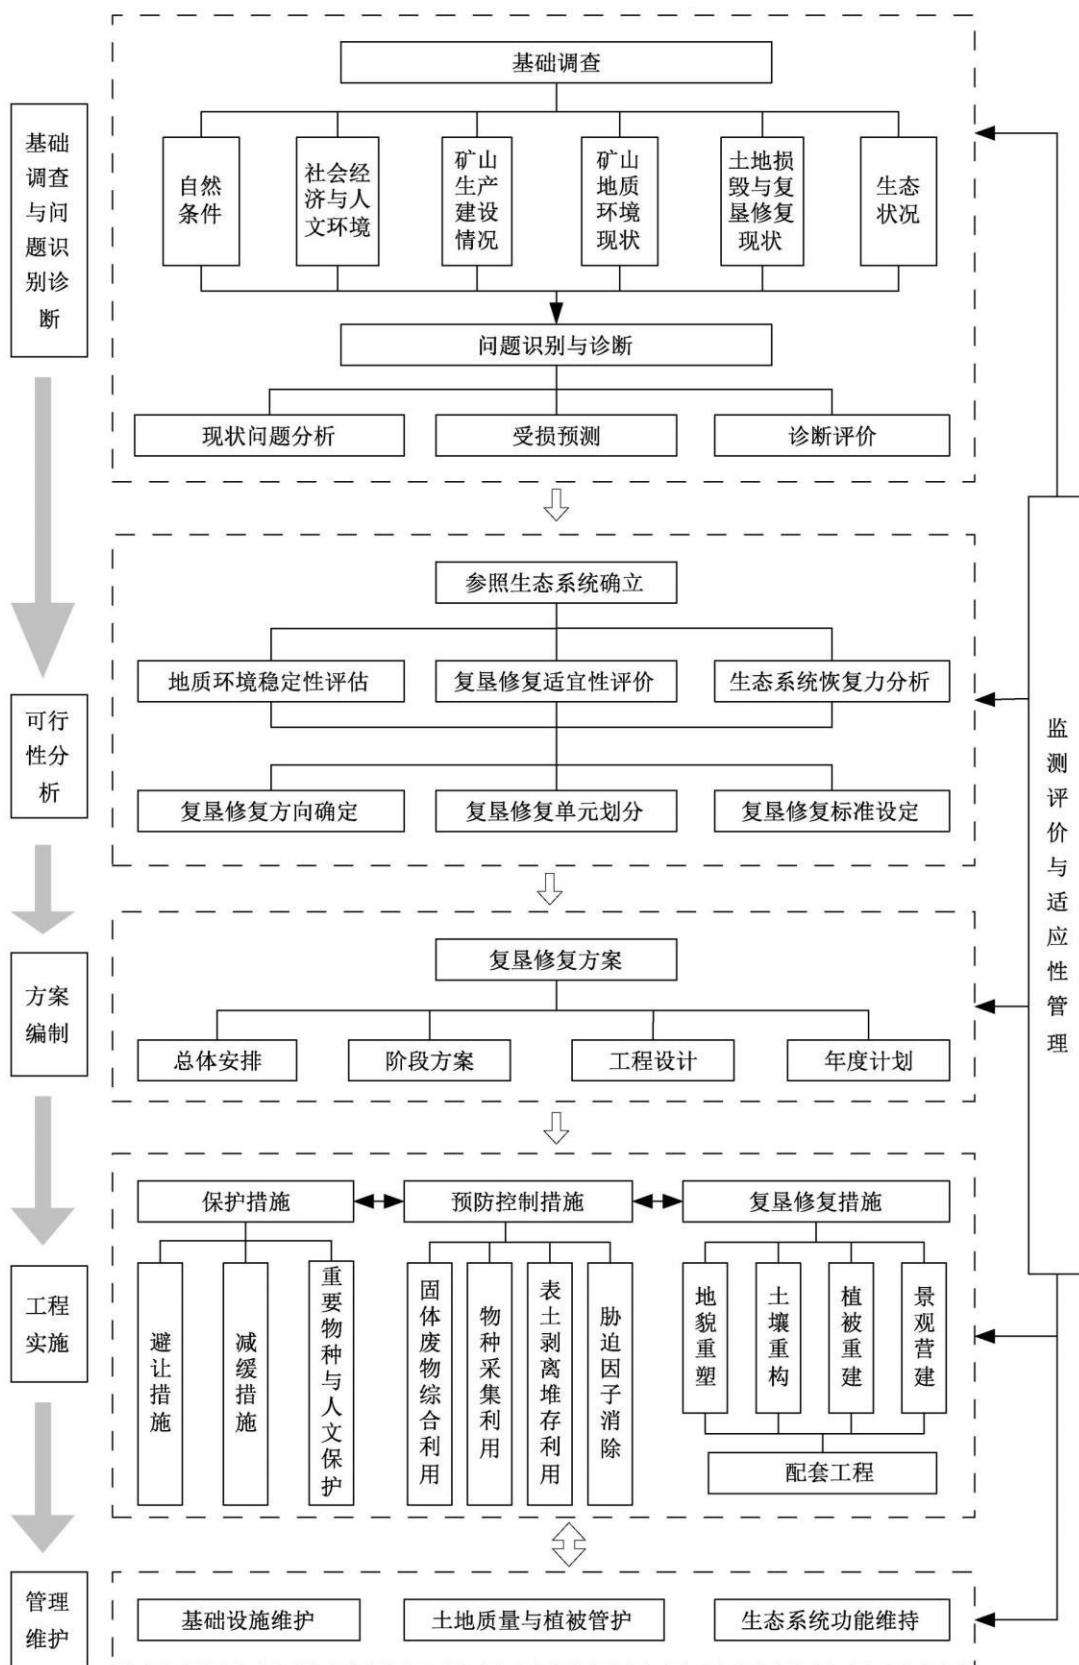 基础
调查
与问
题识
别诊
断
基础调查
自然
条件
社会经
济与人
文环境
矿山
生产
建设
情况
矿山
地质
环境
现状
土地损
毁与复
垦修复
现状
生态
状况
问题识别与诊断
现状问题分析
受损预测
诊断评价
可行
性分
析
参照生态系统确立
地质环境稳定性评估
复垦修复适宜性评价
生态系统恢复力分析
复垦修复方向确定
复垦修复单元划分
复垦修复标准设定
方案
编制
复垦修复方案
总体安排
阶段方案
工程设计
年度计划
工程
实施
保护措施
预防控制措施
复垦修复措施
避让措施
减缓措施
重要物种与人文保护
固体废物综合利用
物种采集利用
表土剥离堆存利用
胁迫因子消除
地貌重塑
土壤重构
植被重建
景观营建
配套工程
管理
维护
基础设施维护
土地质量与植被管护
生态系统功能维持
监测评价与适应性管理